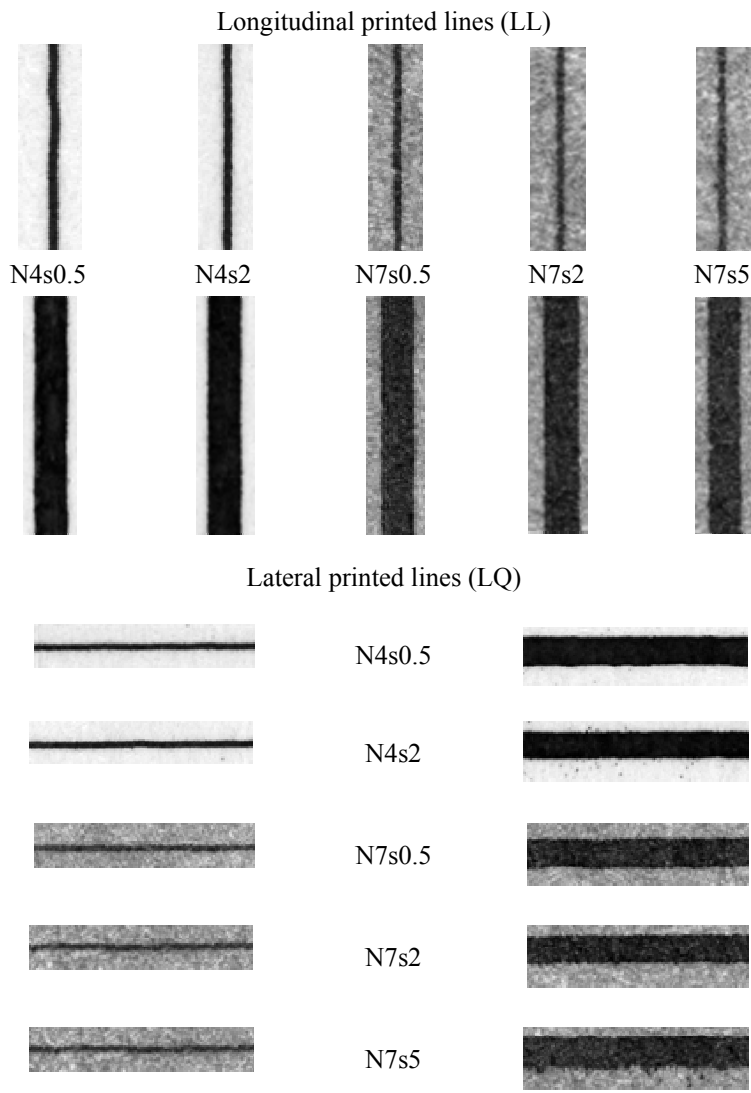 Longitudinal printed lines (LL)
N4s0.5 N4s2 N7s0.5 N7s2 N7s5
Lateral printed lines (LQ)
N4s0.5
N4s2
N7s0.5
N7s2
N7s5